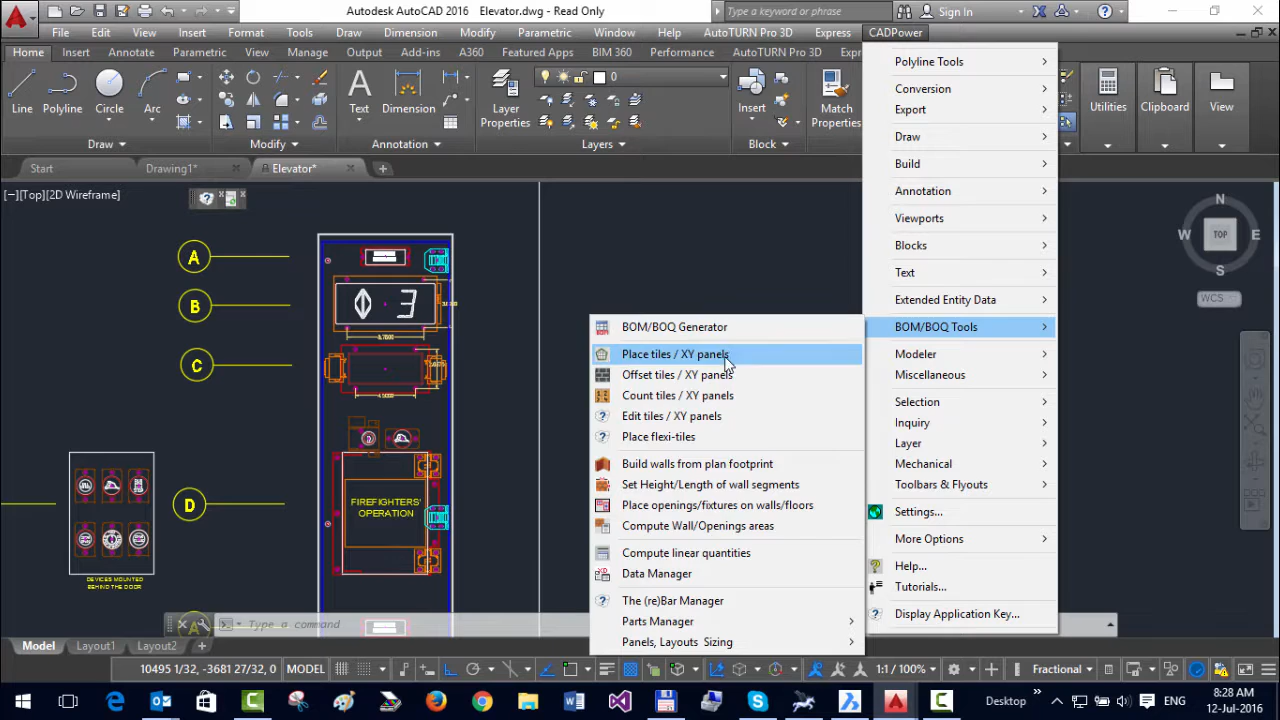 Autodesk AutoCAD 2016 Elevator.dwg - Read Only
Type a keyword or phrase
Sign In
File Edit View Insert Format Tools Draw Dimension Modify Parametric Window Help AutoTURN Pro 3D Express CADPower
Home Insert Annotate Parametric View Manage Output Add-ins A360 Featured Apps BIM 360 Performance AutoTURN Pro 3D
Line Polyline Circle Arc
Text Dimension
Layer Properties
0
Insert
Match Properties
Utilities Clipboard View
Draw Modify Annotation Layers Block
Start Drawing1* Elevator*
[−][Top][2D Wireframe]
N
W TOP E
S
WCS
A
B
C
D
A
3
3.7500
4.5000
FIREFIGHTERS'
OPERATION
DEVICES MOUNTED
BEHIND THE DOOR
Polyline Tools
Conversion
Export
Draw
Build
Annotation
Viewports
Blocks
Text
Extended Entity Data
BOM/BOQ Tools
Modeler
Miscellaneous
Selection
Inquiry
Layer
Mechanical
Toolbars & Flyouts
Settings...
More Options
Help...
Tutorials...
Display Application Key...
BOM/BOQ Generator
Place tiles / XY panels
Offset tiles / XY panels
Count tiles / XY panels
Edit tiles / XY panels
Place flexi-tiles
Build walls from plan footprint
Set Height/Length of wall segments
Place openings/fixtures on walls/floors
Compute Wall/Openings areas
Compute linear quantities
Data Manager
The (re)Bar Manager
Parts Manager
Panels, Layouts Sizing
Type a command
Model Layout1 Layout2 +
10495 1/32, -3681 27/32, 0 MODEL
1:1 / 100%
Fractional
Desktop
ENG
8:28 AM
12-Jul-2016